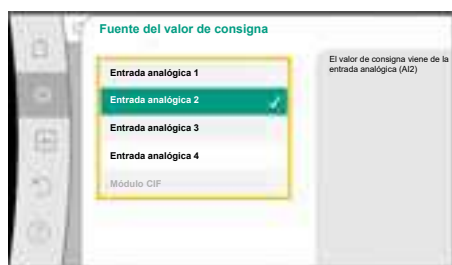 Fuente del valor de consigna
Entrada analógica 1
Entrada analógica 2
Entrada analógica 3
Entrada analógica 4
Módulo CIF
El valor de consigna viene de la
entrada analógica (AI2)